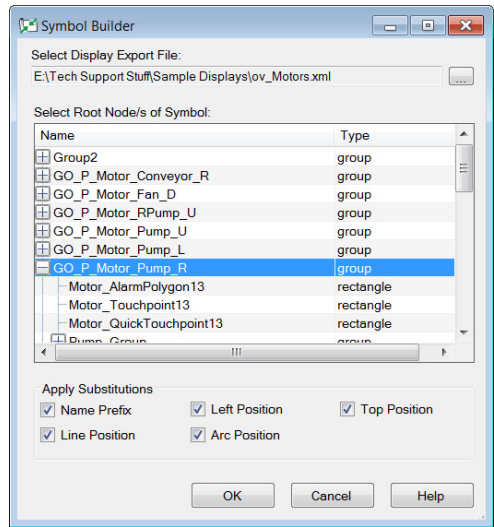 Symbol Builder
Select Display Export File:
E:\Tech Support Stuff\Sample Displays\ov_Motors.xml
...
Select Root Node/s of Symbol:
Name Type
Group2 group
GO_P_Motor_Conveyor_R group
GO_P_Motor_Fan_D group
GO_P_Motor_RPump_U group
GO_P_Motor_Pump_U group
GO_P_Motor_Pump_L group
GO_P_Motor_Pump_R group
Motor_AlarmPolygon13 rectangle
Motor_Touchpoint13 rectangle
Motor_QuickTouchpoint13 rectangle
Pump_Group group
Apply Substitutions
Name Prefix Left Position Top Position
Line Position Arc Position
OK Cancel Help